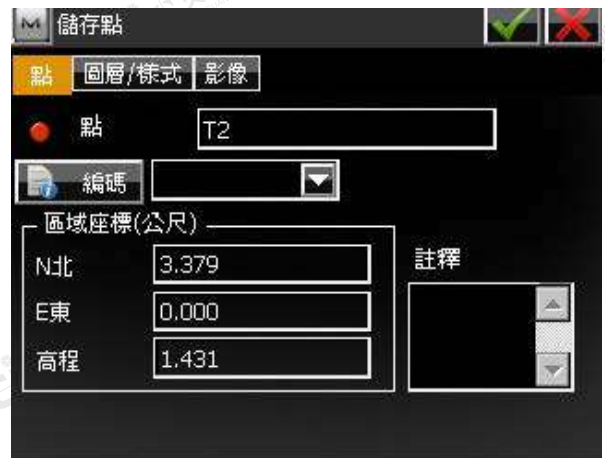 儲存點
點 圖層/樣式 影像
點 T2
編碼
區域座標(公尺)
N北 3.379
E東 0.000
高程 1.431
註釋